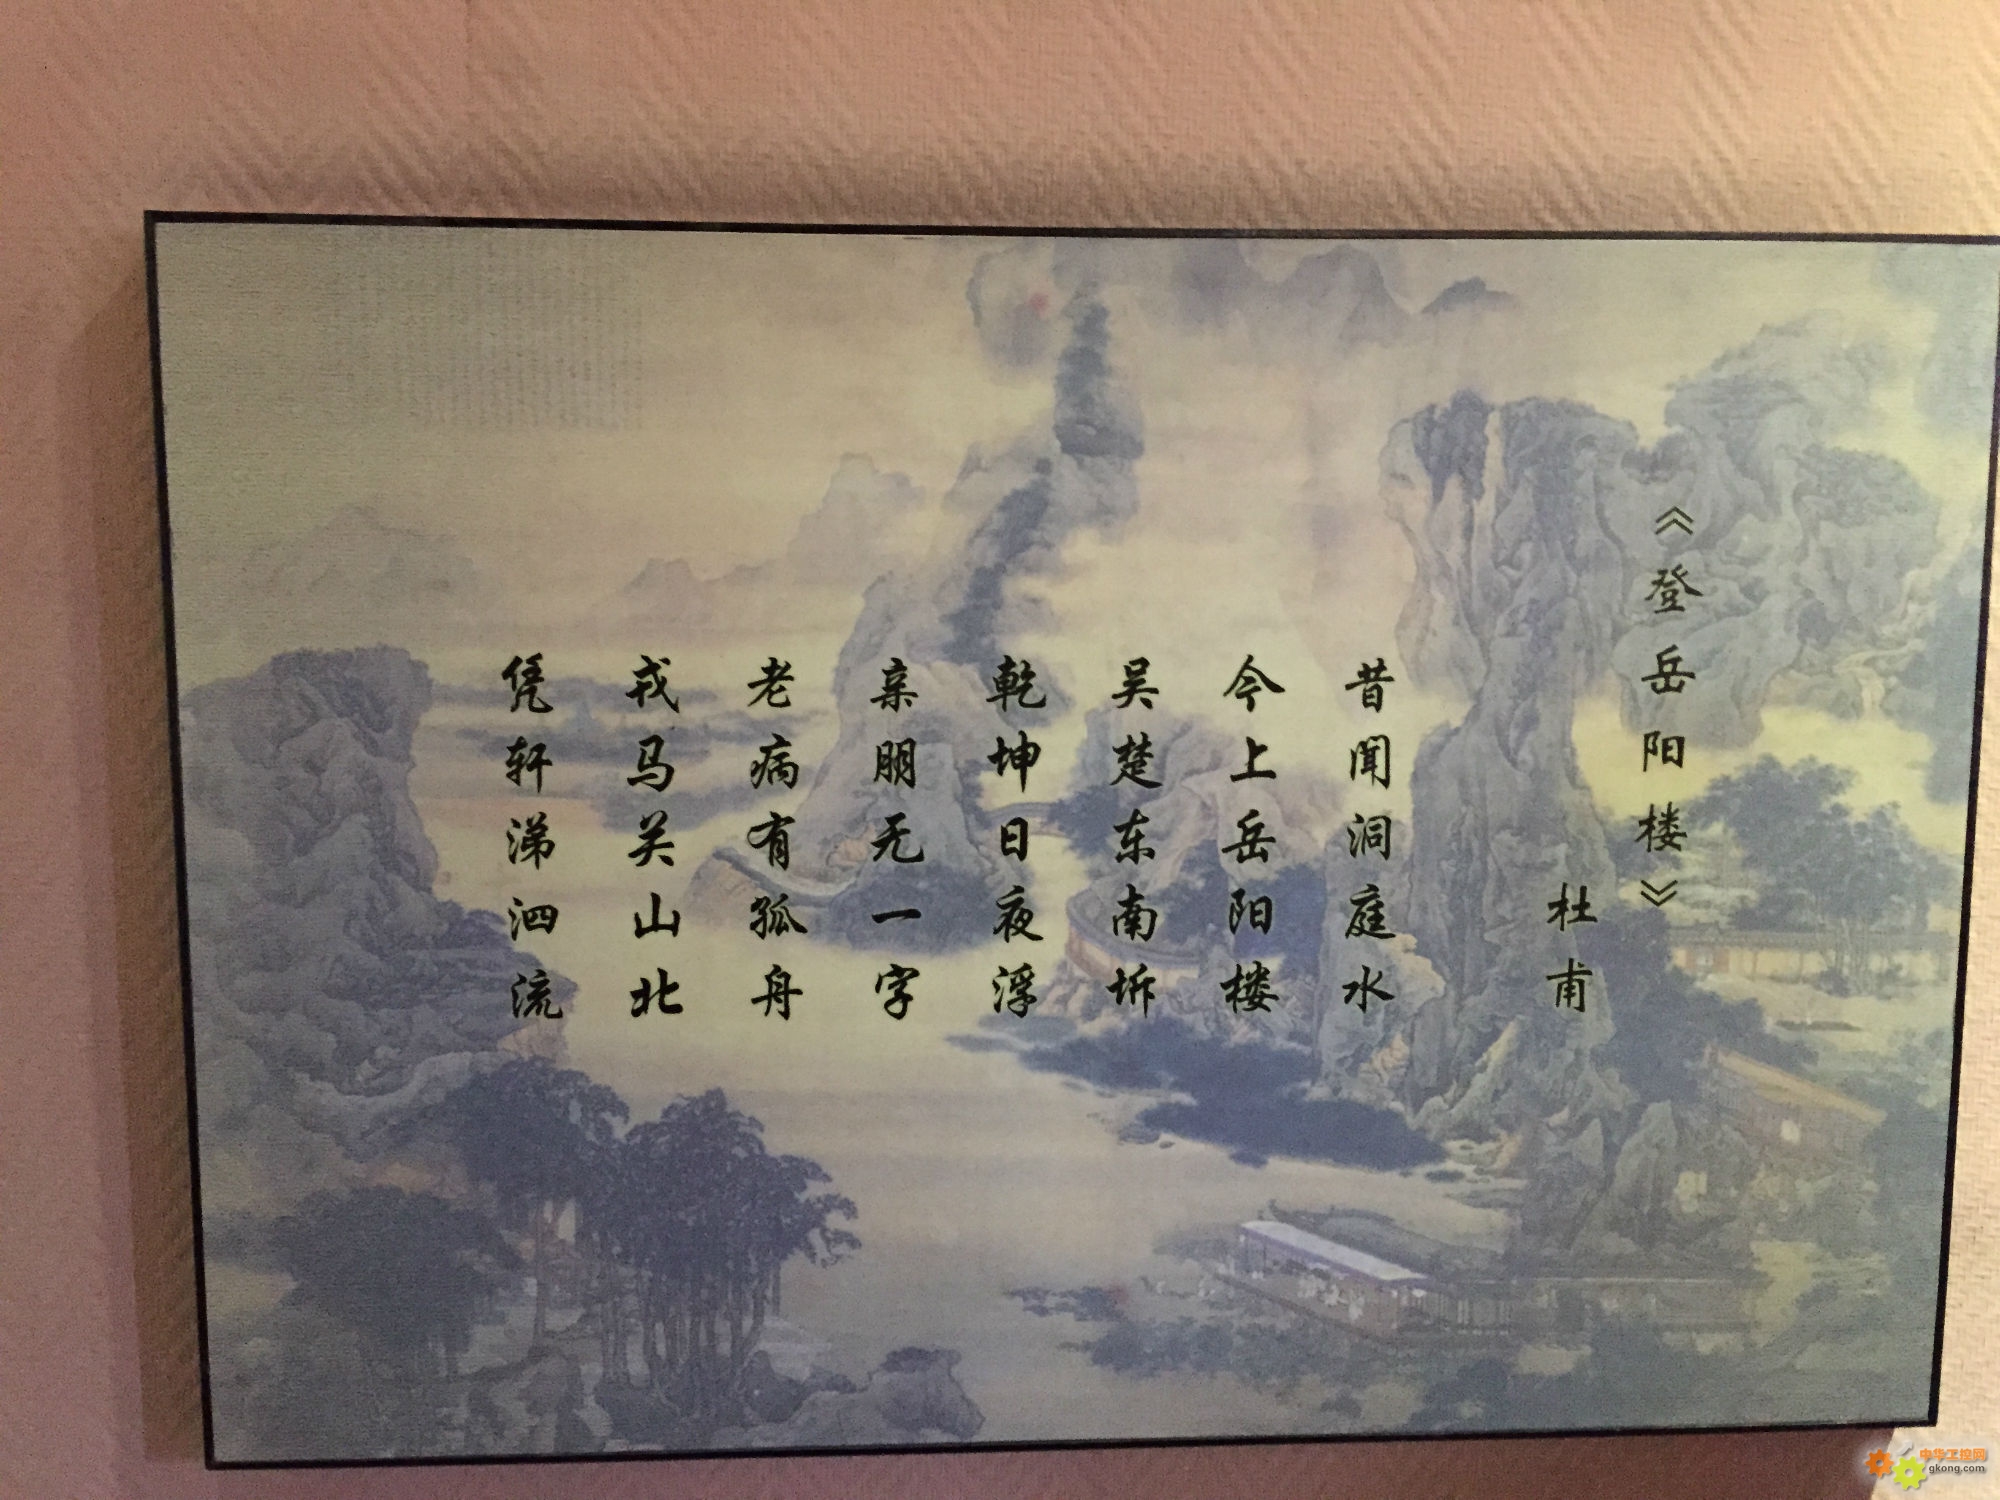 《登岳阳楼》
杜甫
昔闻洞庭水
今上岳阳楼
吴楚东南坼
乾坤日夜浮
亲朋无一字
老病有孤舟
戎马关山北
凭轩涕泗流
中华工控网
gkong.com